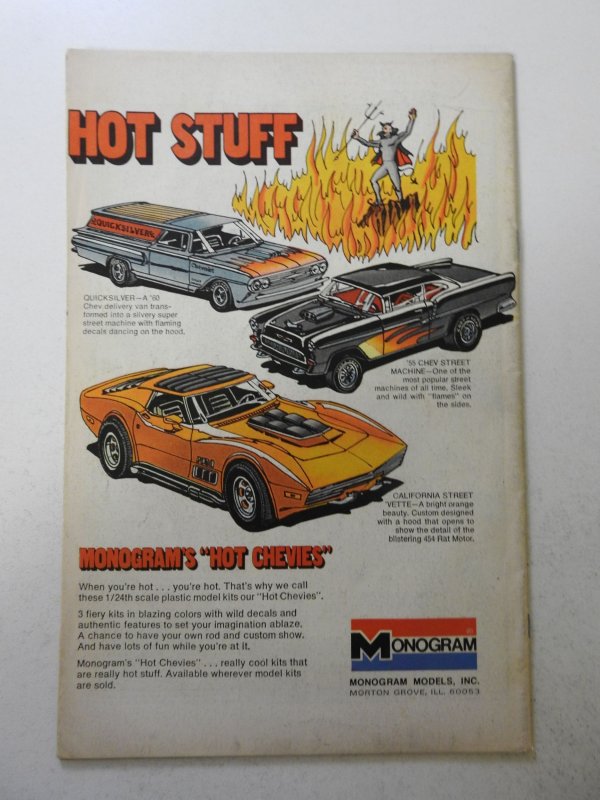 HOT STUFF
QUICKSILVER
Chevrolet
QUICKSILVER—A '60
Chev. delivery van trans-
formed into a silvery super
street machine with flaming
decals dancing on the hood.
'55 CHEV STREET
MACHINE—One of the
most popular street
machines of all time. Sleek
and wild with "flames" on
the sides.
CALIFORNIA STREET
'VETTE—A bright orange
beauty. Custom designed
with a hood that opens to
show the detail of the
blistering 454 Rat Motor.
MONOGRAM'S "HOT CHEVIES"
When you're hot . . . you're hot. That's why we call
these 1/24th scale plastic model kits our "Hot Chevies".
3 fiery kits in blazing colors with wild decals and
authentic features to set your imagination ablaze.
A chance to have your own rod and custom show.
And have lots of fun while you're at it.
Monogram's "Hot Chevies" . . . really cool kits that
are really hot stuff. Available wherever model kits
are sold.
MONOGRAM
MONOGRAM MODELS, INC.
MORTON GROVE, ILL. 60053